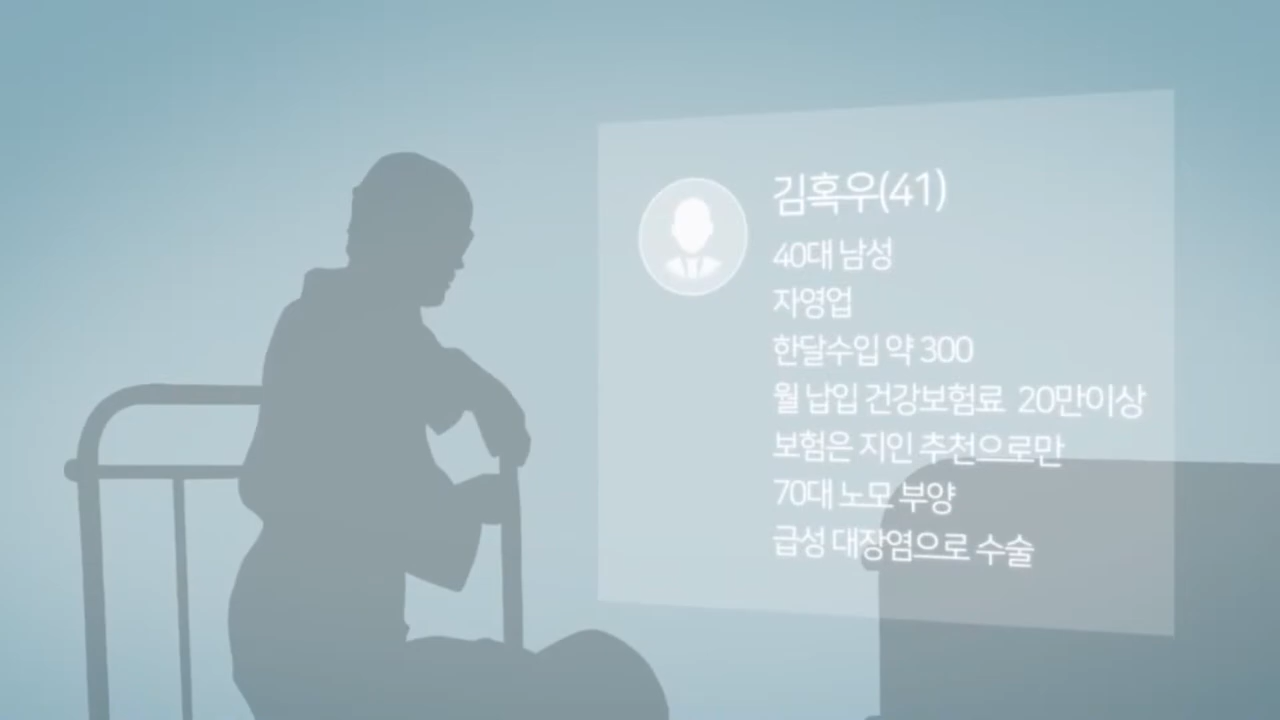 김혹우(41)
40대 남성
자영업
한달수입 약 300
월 납입 건강보험료 20만이상
보험은 지인 추천으로만
70대 노모 부양
급성 대장염으로 수술